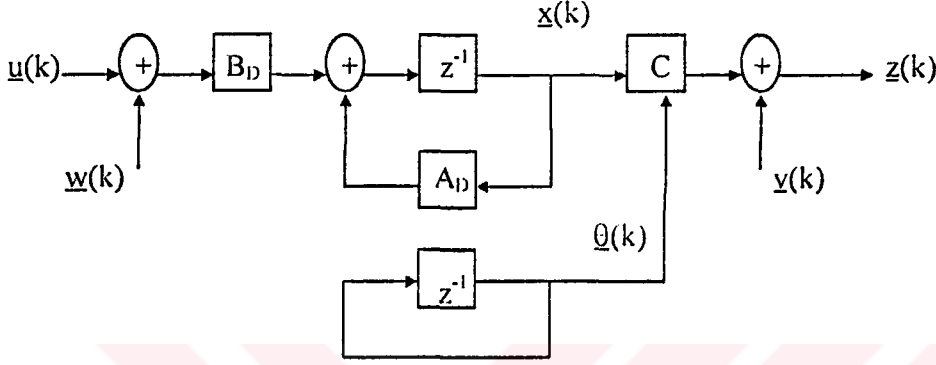 x(k)
u(k) + B_D + z⁻¹ C + z(k)
w(k) A_D v(k)
θ(k)
z⁻¹